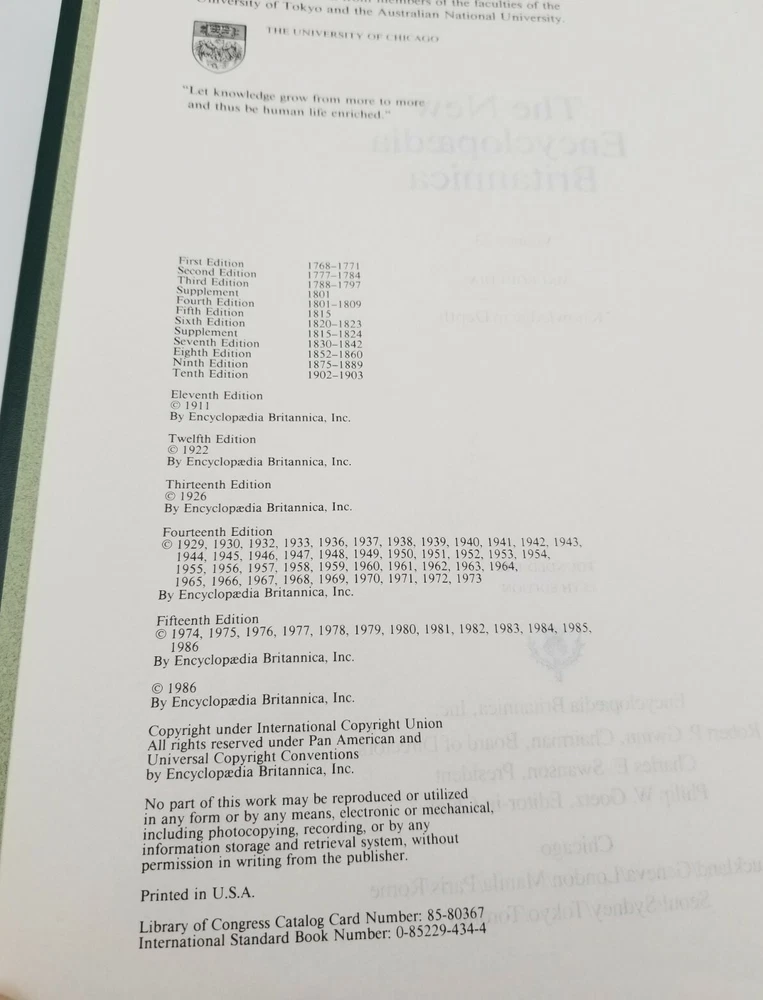 University of Tokyo and the Australian National University.
THE UNIVERSITY OF CHICAGO
"Let knowledge grow from more to more
and thus be human life enriched."
First Edition 1768–1771
Second Edition 1777–1784
Third Edition 1788–1797
Supplement 1801
Fourth Edition 1801–1809
Fifth Edition 1815
Sixth Edition 1820–1823
Supplement 1815–1824
Seventh Edition 1830–1842
Eighth Edition 1852–1860
Ninth Edition 1875–1889
Tenth Edition 1902–1903
Eleventh Edition
© 1911
By Encyclopædia Britannica, Inc.
Twelfth Edition
© 1922
By Encyclopædia Britannica, Inc.
Thirteenth Edition
© 1926
By Encyclopædia Britannica, Inc.
Fourteenth Edition
© 1929, 1930, 1932, 1933, 1936, 1937, 1938, 1939, 1940, 1941, 1942, 1943,
1944, 1945, 1946, 1947, 1948, 1949, 1950, 1951, 1952, 1953, 1954,
1955, 1956, 1957, 1958, 1959, 1960, 1961, 1962, 1963, 1964,
1965, 1966, 1967, 1968, 1969, 1970, 1971, 1972, 1973
By Encyclopædia Britannica, Inc.
Fifteenth Edition
© 1974, 1975, 1976, 1977, 1978, 1979, 1980, 1981, 1982, 1983, 1984, 1985,
1986
By Encyclopædia Britannica, Inc.
© 1986
By Encyclopædia Britannica, Inc.
Copyright under International Copyright Union
All rights reserved under Pan American and
Universal Copyright Conventions
by Encyclopædia Britannica, Inc.
No part of this work may be reproduced or utilized
in any form or by any means, electronic or mechanical,
including photocopying, recording, or by any
information storage and retrieval system, without
permission in writing from the publisher.
Printed in U.S.A.
Library of Congress Catalog Card Number: 85-80367
International Standard Book Number: 0-85229-434-4